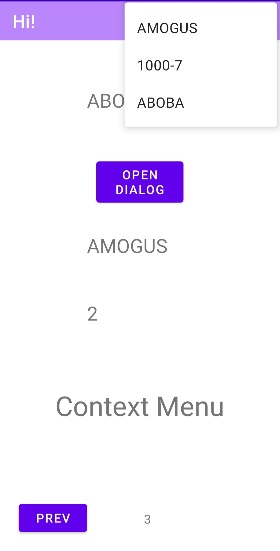 Hi!
AMOGUS
1000-7
ABOBA
ABO
OPEN
DIALOG
AMOGUS
2
Context Menu
PREV
3